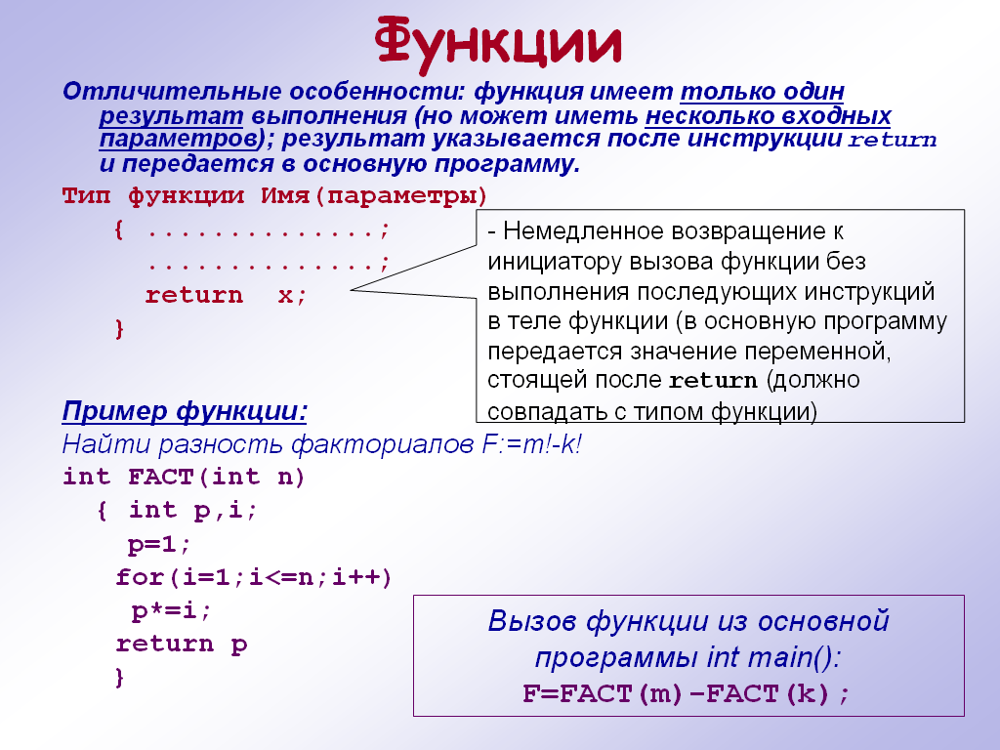 Функции
Отличительные особенности: функция имеет только один
результат выполнения (но может иметь несколько входных
параметров); результат указывается после инструкции return
и передается в основную программу.
Тип функции Имя(параметры)
{ ..............;
..............;
return x;
}
- Немедленное возвращение к
инициатору вызова функции без
выполнения последующих инструкций
в теле функции (в основную программу
передается значение переменной,
стоящей после return (должно
совпадать с типом функции)
Пример функции:
Найти разность факториалов F:=m!-k!
int FACT(int n)
{ int p,i;
p=1;
for(i=1;i<=n;i++)
p*=i;
return p
}
Вызов функции из основной
программы int main():
F=FACT(m)–FACT(k);